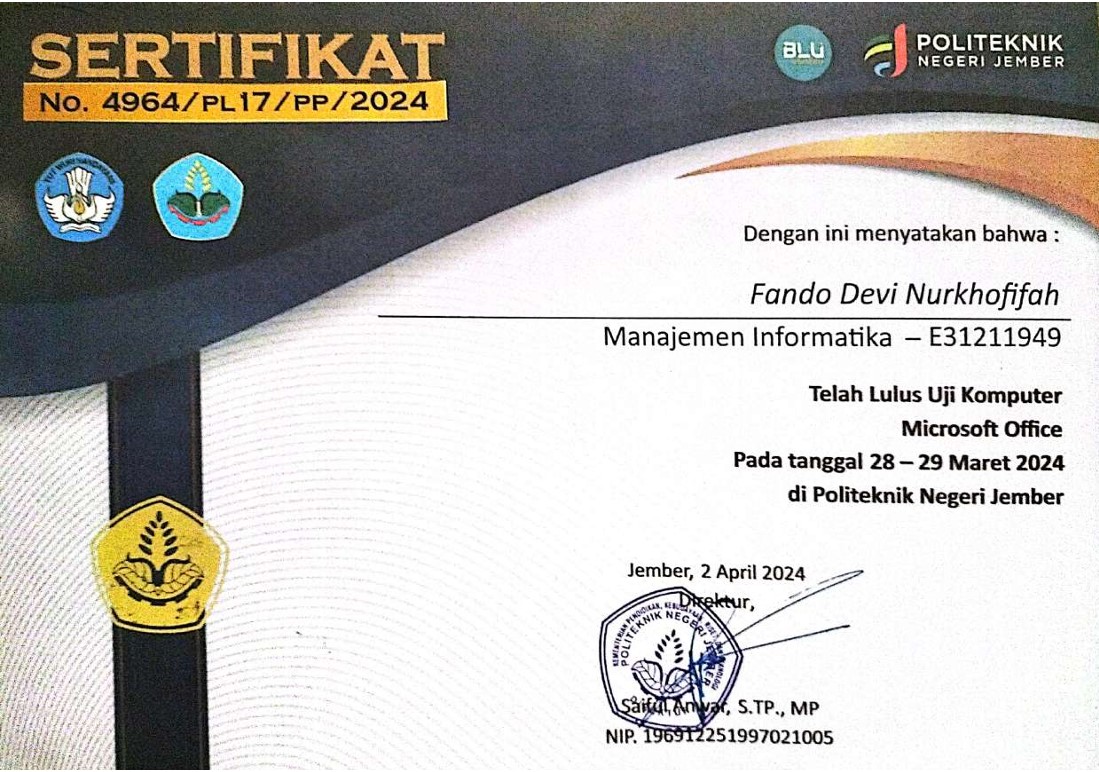 SERTIFIKAT
No. 4964/PL17/PP/2024
BLU
POLITEKNIK
NEGERI JEMBER
TUT WURI HANDAYANI
Dengan ini menyatakan bahwa :
Fando Devi Nurkhofifah
Manajemen Informatika – E31211949
Telah Lulus Uji Komputer
Microsoft Office
Pada tanggal 28 – 29 Maret 2024
di Politeknik Negeri Jember
Jember, 2 April 2024
Direktur,
KEMENTERIAN PENDIDIKAN, KEBUDAYAAN, RISET, DAN TEKNOLOGI
POLITEKNIK NEGERI JEMBER
Saiful Anwar, S.TP., MP
NIP. 196912251997021005